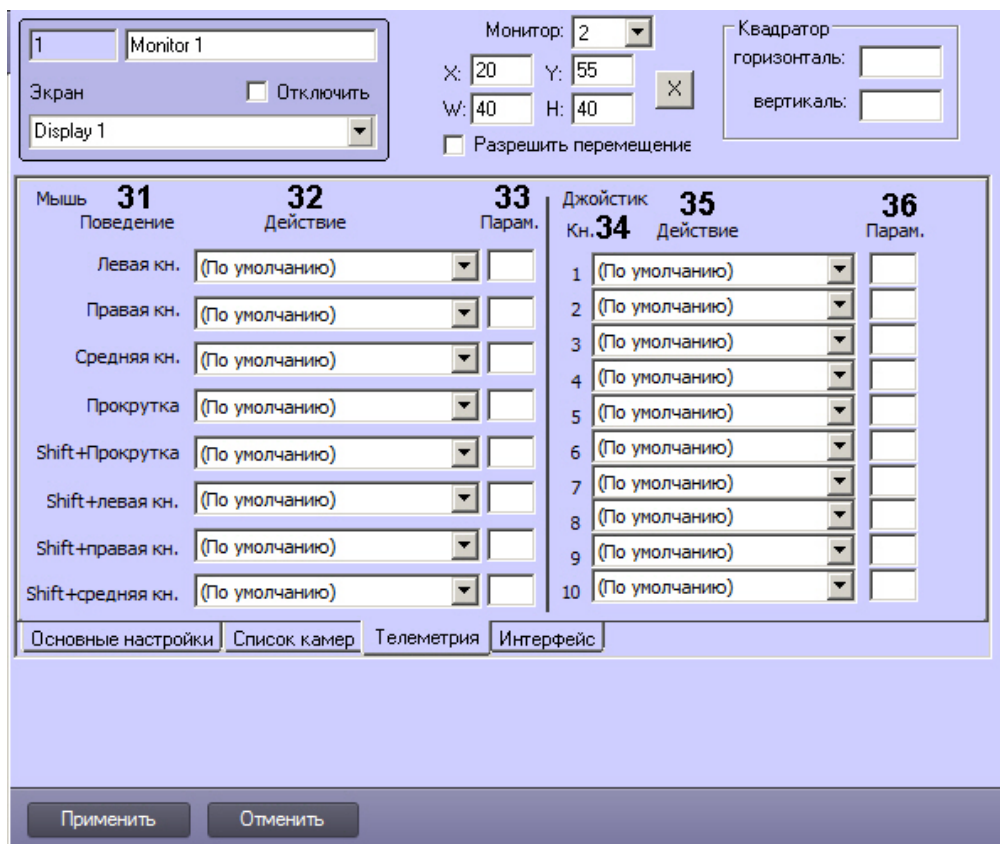 1 Monitor 1
Экран Отключить
Display 1
Монитор: 2
X: 20 Y: 55 X
W: 40 H: 40
Разрешить перемещение
Квадратор
горизонталь:
вертикаль:
Мышь 31 32 33
Поведение Действие Парам.
Левая кн. (По умолчанию)
Правая кн. (По умолчанию)
Средняя кн. (По умолчанию)
Прокрутка (По умолчанию)
Shift+Прокрутка (По умолчанию)
Shift+левая кн. (По умолчанию)
Shift+правая кн. (По умолчанию)
Shift+средняя кн. (По умолчанию)
Джойстик 35 36
Кн. 34 Действие Парам.
1 (По умолчанию)
2 (По умолчанию)
3 (По умолчанию)
4 (По умолчанию)
5 (По умолчанию)
6 (По умолчанию)
7 (По умолчанию)
8 (По умолчанию)
9 (По умолчанию)
10 (По умолчанию)
Основные настройки Список камер Телеметрия Интерфейс
Применить Отменить